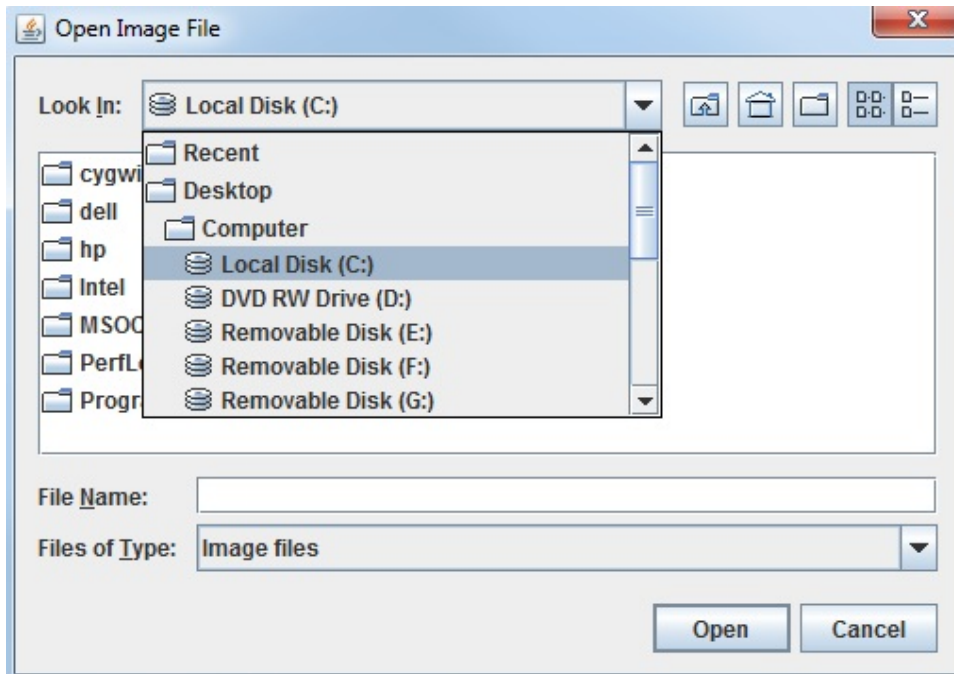 Open Image File
Look In:
Local Disk (C:)
Recent
Desktop
Computer
Local Disk (C:)
DVD RW Drive (D:)
Removable Disk (E:)
Removable Disk (F:)
Removable Disk (G:)
cygwi
dell
hp
Intel
MSOC
PerfL
Progr
File Name:
Files of Type: Image files
Open Cancel